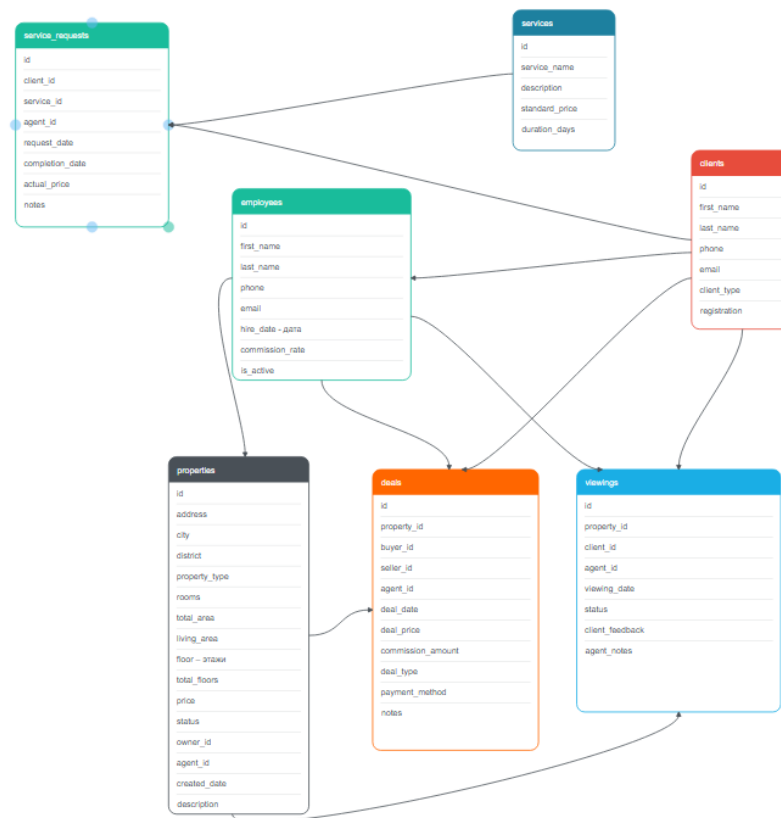 service_requests
id
client_id
service_id
agent_id
request_date
completion_date
actual_price
notes
services
id
service_name
description
standard_price
duration_days
clients
id
first_name
last_name
phone
email
client_type
registration
employees
id
first_name
last_name
phone
email
hire_date - дата
commission_rate
is_active
properties
id
address
city
district
property_type
rooms
total_area
living_area
floor – этажи
total_floors
price
status
owner_id
agent_id
created_date
description
deals
id
property_id
buyer_id
seller_id
agent_id
deal_date
deal_price
commission_amount
deal_type
payment_method
notes
viewings
id
property_id
client_id
agent_id
viewing_date
status
client_feedback
agent_notes